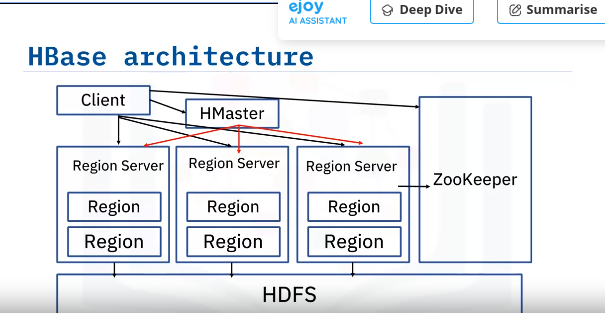 ejoy
AI ASSISTANT
Deep Dive
Summarise
HBase architecture
Client
HMaster
Region Server
Region Server
Region Server
ZooKeeper
Region
Region
Region
Region
Region
Region
HDFS